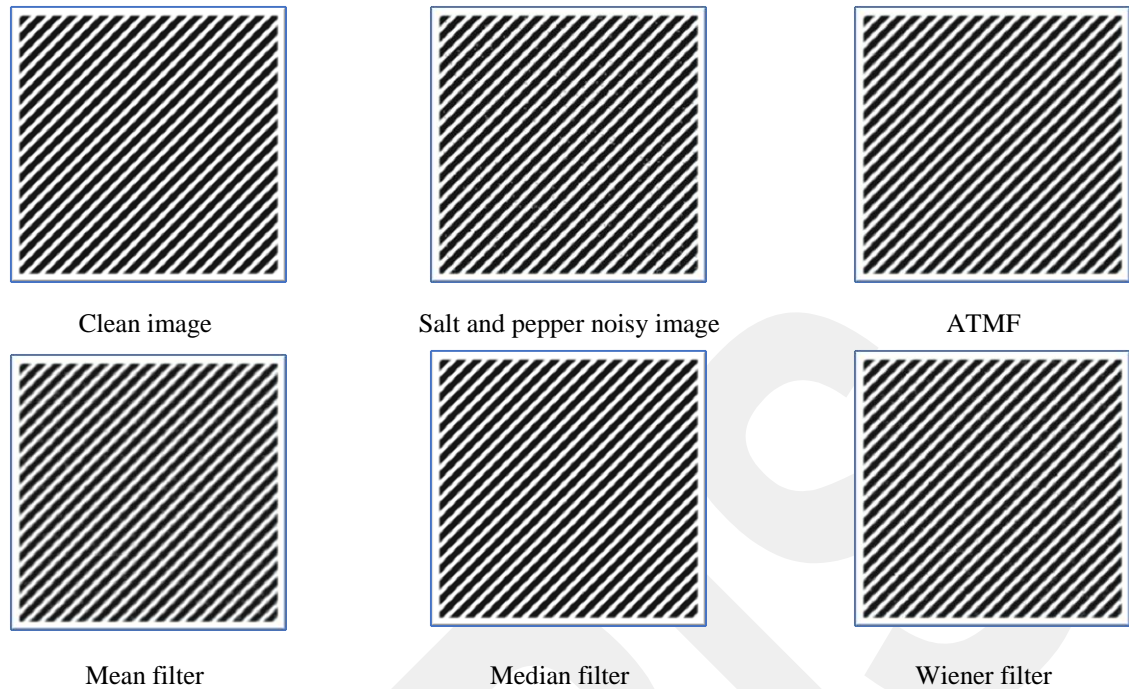 Clean image
Salt and pepper noisy image
ATMF
Mean filter
Median filter
Wiener filter